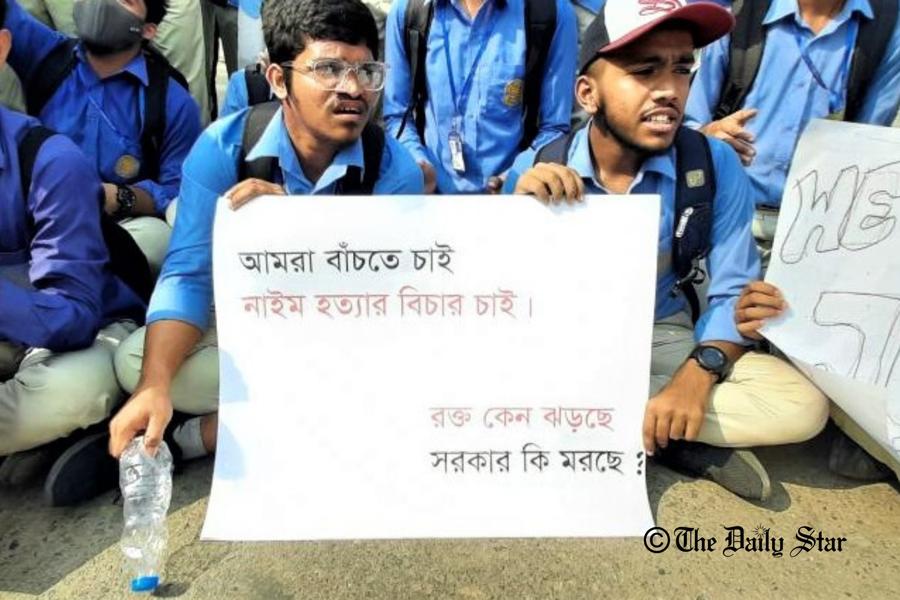 আমরা বাঁচতে চাই
নাইম হত্যার বিচার চাই।
রক্ত কেন ঝড়ছে
সরকার কি মরছে ?
WE
©The Daily Star